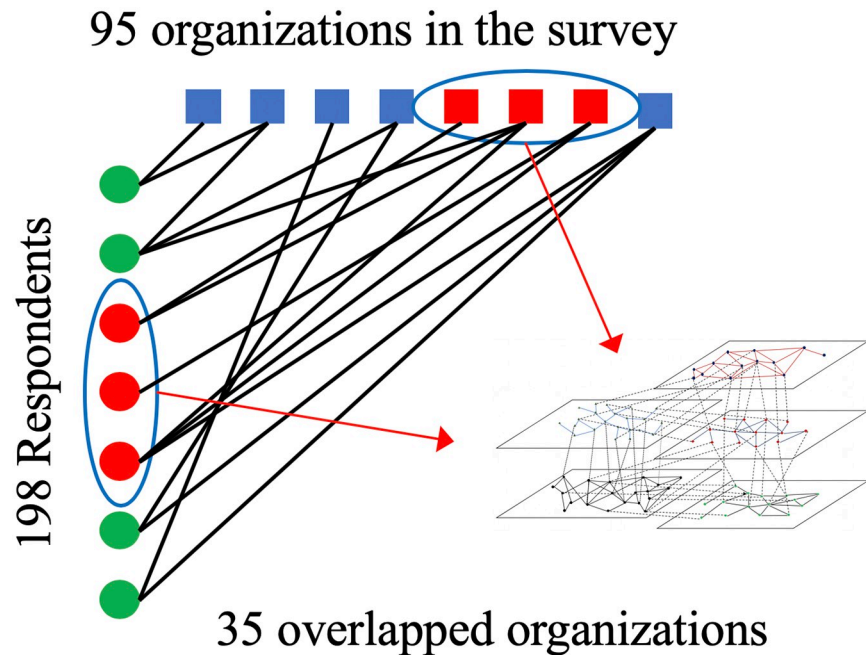 95 organizations in the survey
198 Respondents
35 overlapped organizations